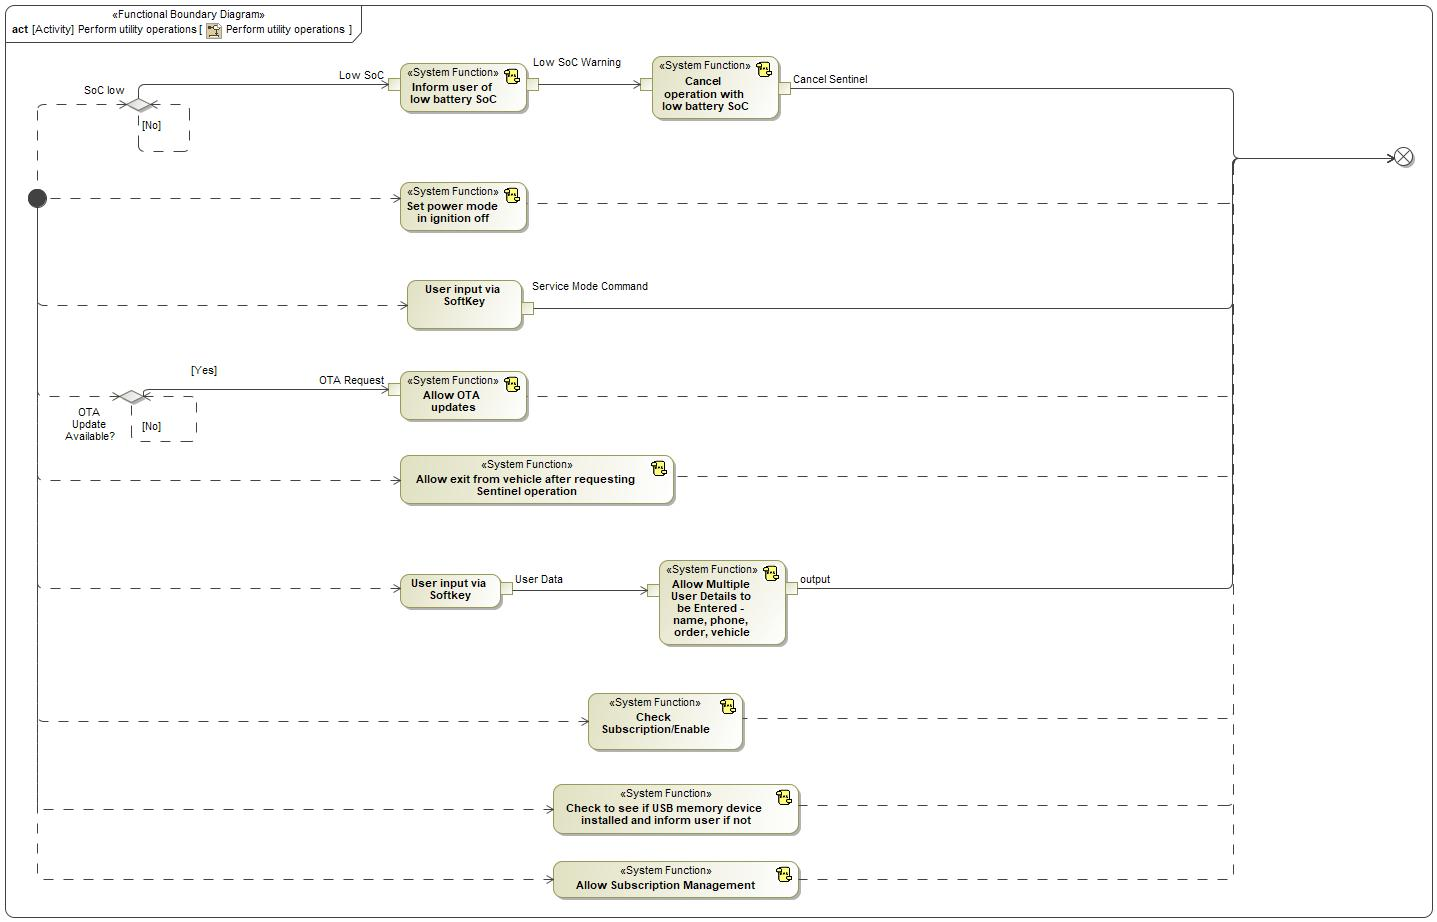 «Functional Boundary Diagram»
act [Activity] Perform utility operations [ Perform utility operations ]
SoC low
[No]
Low SoC
«System Function»
Inform user of
low battery SoC
Low SoC Warning
«System Function»
Cancel
operation with
low battery SoC
Cancel Sentinel
«System Function»
Set power mode
in ignition off
User input via
SoftKey
Service Mode Command
OTA
Update
Available?
[Yes]
[No]
OTA Request
«System Function»
Allow OTA
updates
«System Function»
Allow exit from vehicle after requesting
Sentinel operation
User input via
Softkey
User Data
«System Function»
Allow Multiple
User Details to
be Entered -
name, phone,
order, vehicle
output
«System Function»
Check
Subscription/Enable
«System Function»
Check to see if USB memory device
installed and inform user if not
«System Function»
Allow Subscription Management